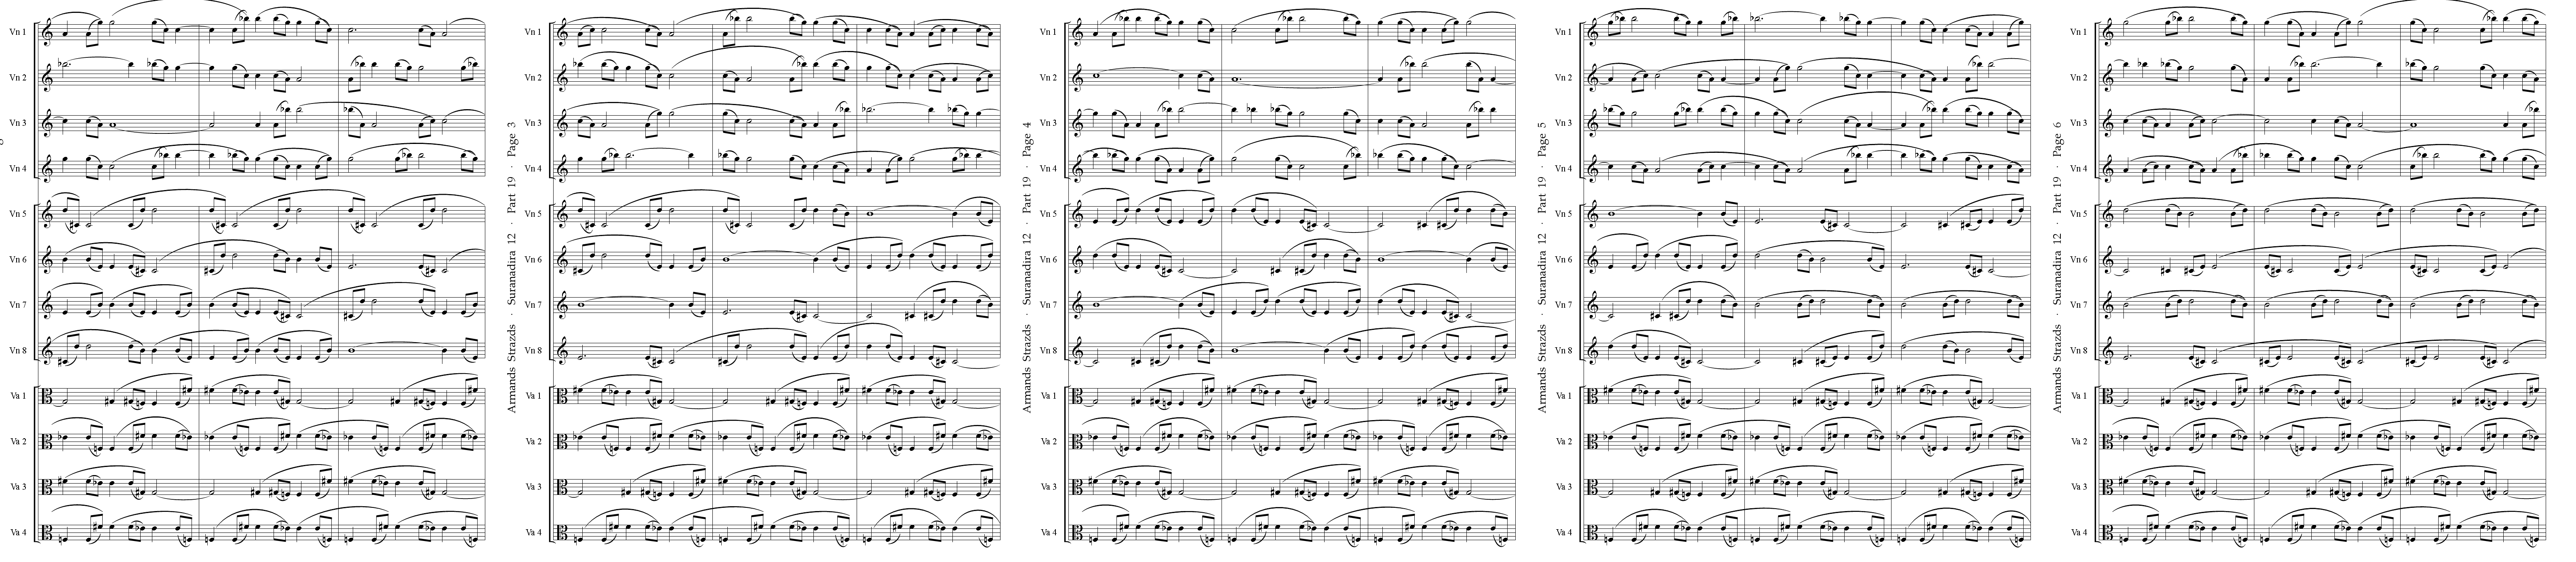 Vn 1
Vn 2
Vn 3
Vn 4
Vn 5
Vn 6
Vn 7
Vn 8
Va 1
Va 2
Va 3
Va 4
Armands Strazds · Suranadira 12 · Part 19 · Page 3
Vn 1
Vn 2
Vn 3
Vn 4
Vn 5
Vn 6
Vn 7
Vn 8
Va 1
Va 2
Va 3
Va 4
Armands Strazds · Suranadira 12 · Part 19 · Page 4
Vn 1
Vn 2
Vn 3
Vn 4
Vn 5
Vn 6
Vn 7
Vn 8
Va 1
Va 2
Va 3
Va 4
Armands Strazds · Suranadira 12 · Part 19 · Page 5
Vn 1
Vn 2
Vn 3
Vn 4
Vn 5
Vn 6
Vn 7
Vn 8
Va 1
Va 2
Va 3
Va 4
Armands Strazds · Suranadira 12 · Part 19 · Page 6
Vn 1
Vn 2
Vn 3
Vn 4
Vn 5
Vn 6
Vn 7
Vn 8
Va 1
Va 2
Va 3
Va 4